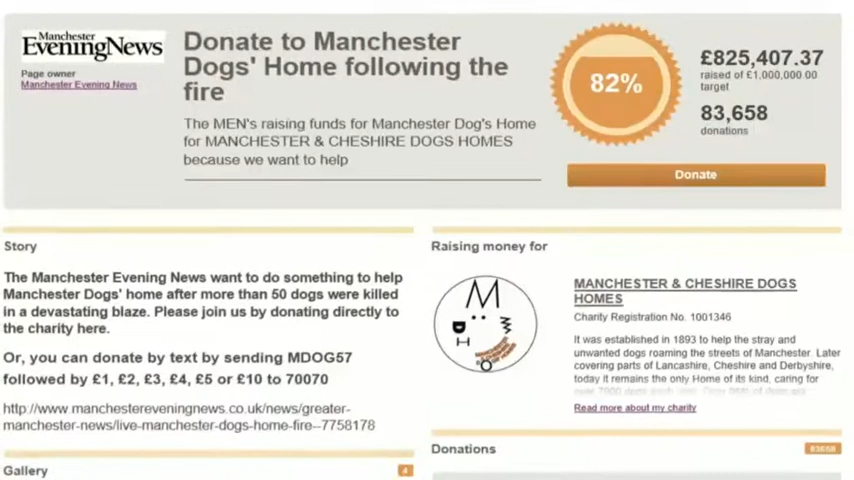 Manchester
Evening News
Page owner
Manchester Evening News
Donate to Manchester
Dogs' Home following the
fire
The MEN's raising funds for Manchester Dog's Home
for MANCHESTER & CHESHIRE DOGS HOMES
because we want to help
82%
£825,407.37
raised of £1,000,000.00
target
83,658
donations
Donate
Story
The Manchester Evening News want to do something to help
Manchester Dogs' home after more than 50 dogs were killed
in a devastating blaze. Please join us by donating directly to
the charity here.
Or, you can donate by text by sending MDOG57
followed by £1, £2, £3, £4, £5 or £10 to 70070
http://www.manchestereveningnews.co.uk/news/greater-
manchester-news/live-manchester-dogs-home-fire--7758178
Gallery
4
Raising money for
MANCHESTER & CHESHIRE DOGS
HOMES
Charity Registration No. 1001346
It was established in 1893 to help the stray and
unwanted dogs roaming the streets of Manchester. Later
covering parts of Lancashire, Cheshire and Derbyshire,
today it remains the only Home of its kind, caring for
Read more about my charity
Donations
83658